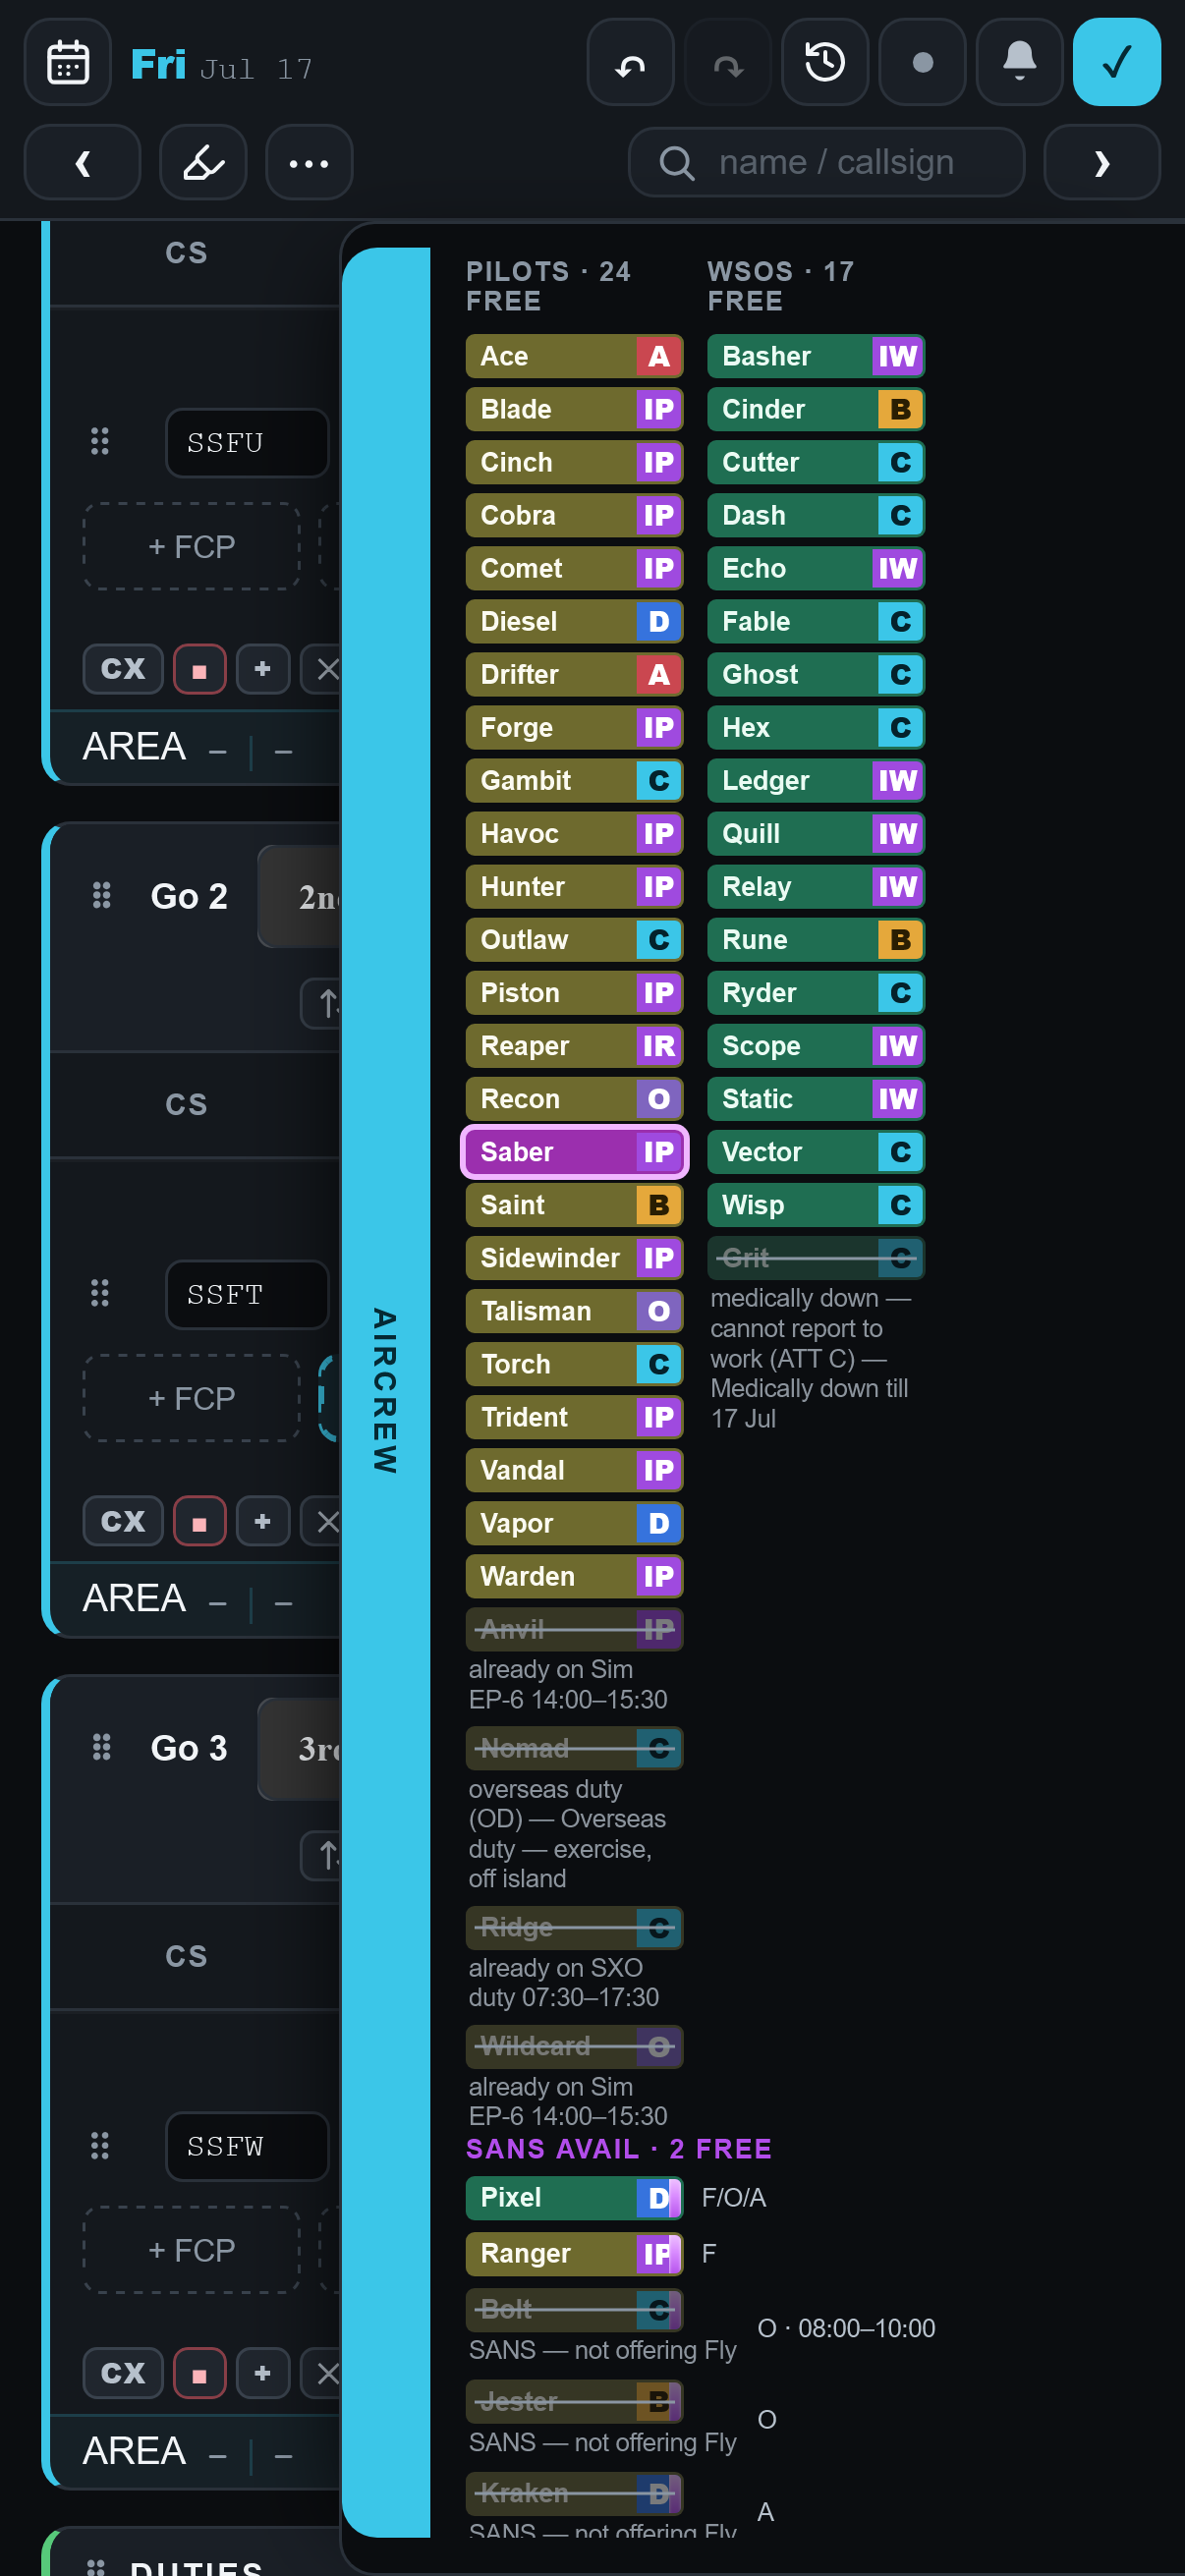 Fri Jul 17
name / callsign
CS
SSFU
+ FCP
CX
+
AREA – | –
Go 2
CS
SSFT
+ FCP
CX
+
AREA – | –
Go 3
CS
SSFW
+ FCP
CX
+
AREA – | –
DUTIES
AIRCREW
PILOTS · 24
FREE
Ace A
Blade IP
Cinch IP
Cobra IP
Comet IP
Diesel D
Drifter A
Forge IP
Gambit C
Havoc IP
Hunter IP
Outlaw C
Piston IP
Reaper IR
Recon O
Saber IP
Saint B
Sidewinder IP
Talisman O
Torch C
Trident IP
Vandal IP
Vapor D
Warden IP
Anvil IP
already on Sim
EP-6 14:00–15:30
Nomad C
overseas duty
(OD) — Overseas
duty — exercise,
off island
Ridge C
already on SXO
duty 07:30–17:30
Wildcard O
already on Sim
EP-6 14:00–15:30
WSOS · 17
FREE
Basher IW
Cinder B
Cutter C
Dash C
Echo IW
Fable C
Ghost C
Hex C
Ledger IW
Quill IW
Relay IW
Rune B
Ryder C
Scope IW
Static IW
Vector C
Wisp C
Grit C
medically down —
cannot report to
work (ATT C) —
Medically down till
17 Jul
SANS AVAIL · 2 FREE
Pixel D F/O/A
Ranger IP F
Bolt C
O · 08:00–10:00
SANS — not offering Fly
Jester B
O
SANS — not offering Fly
Kraken D
A
SANS — not offering Fly